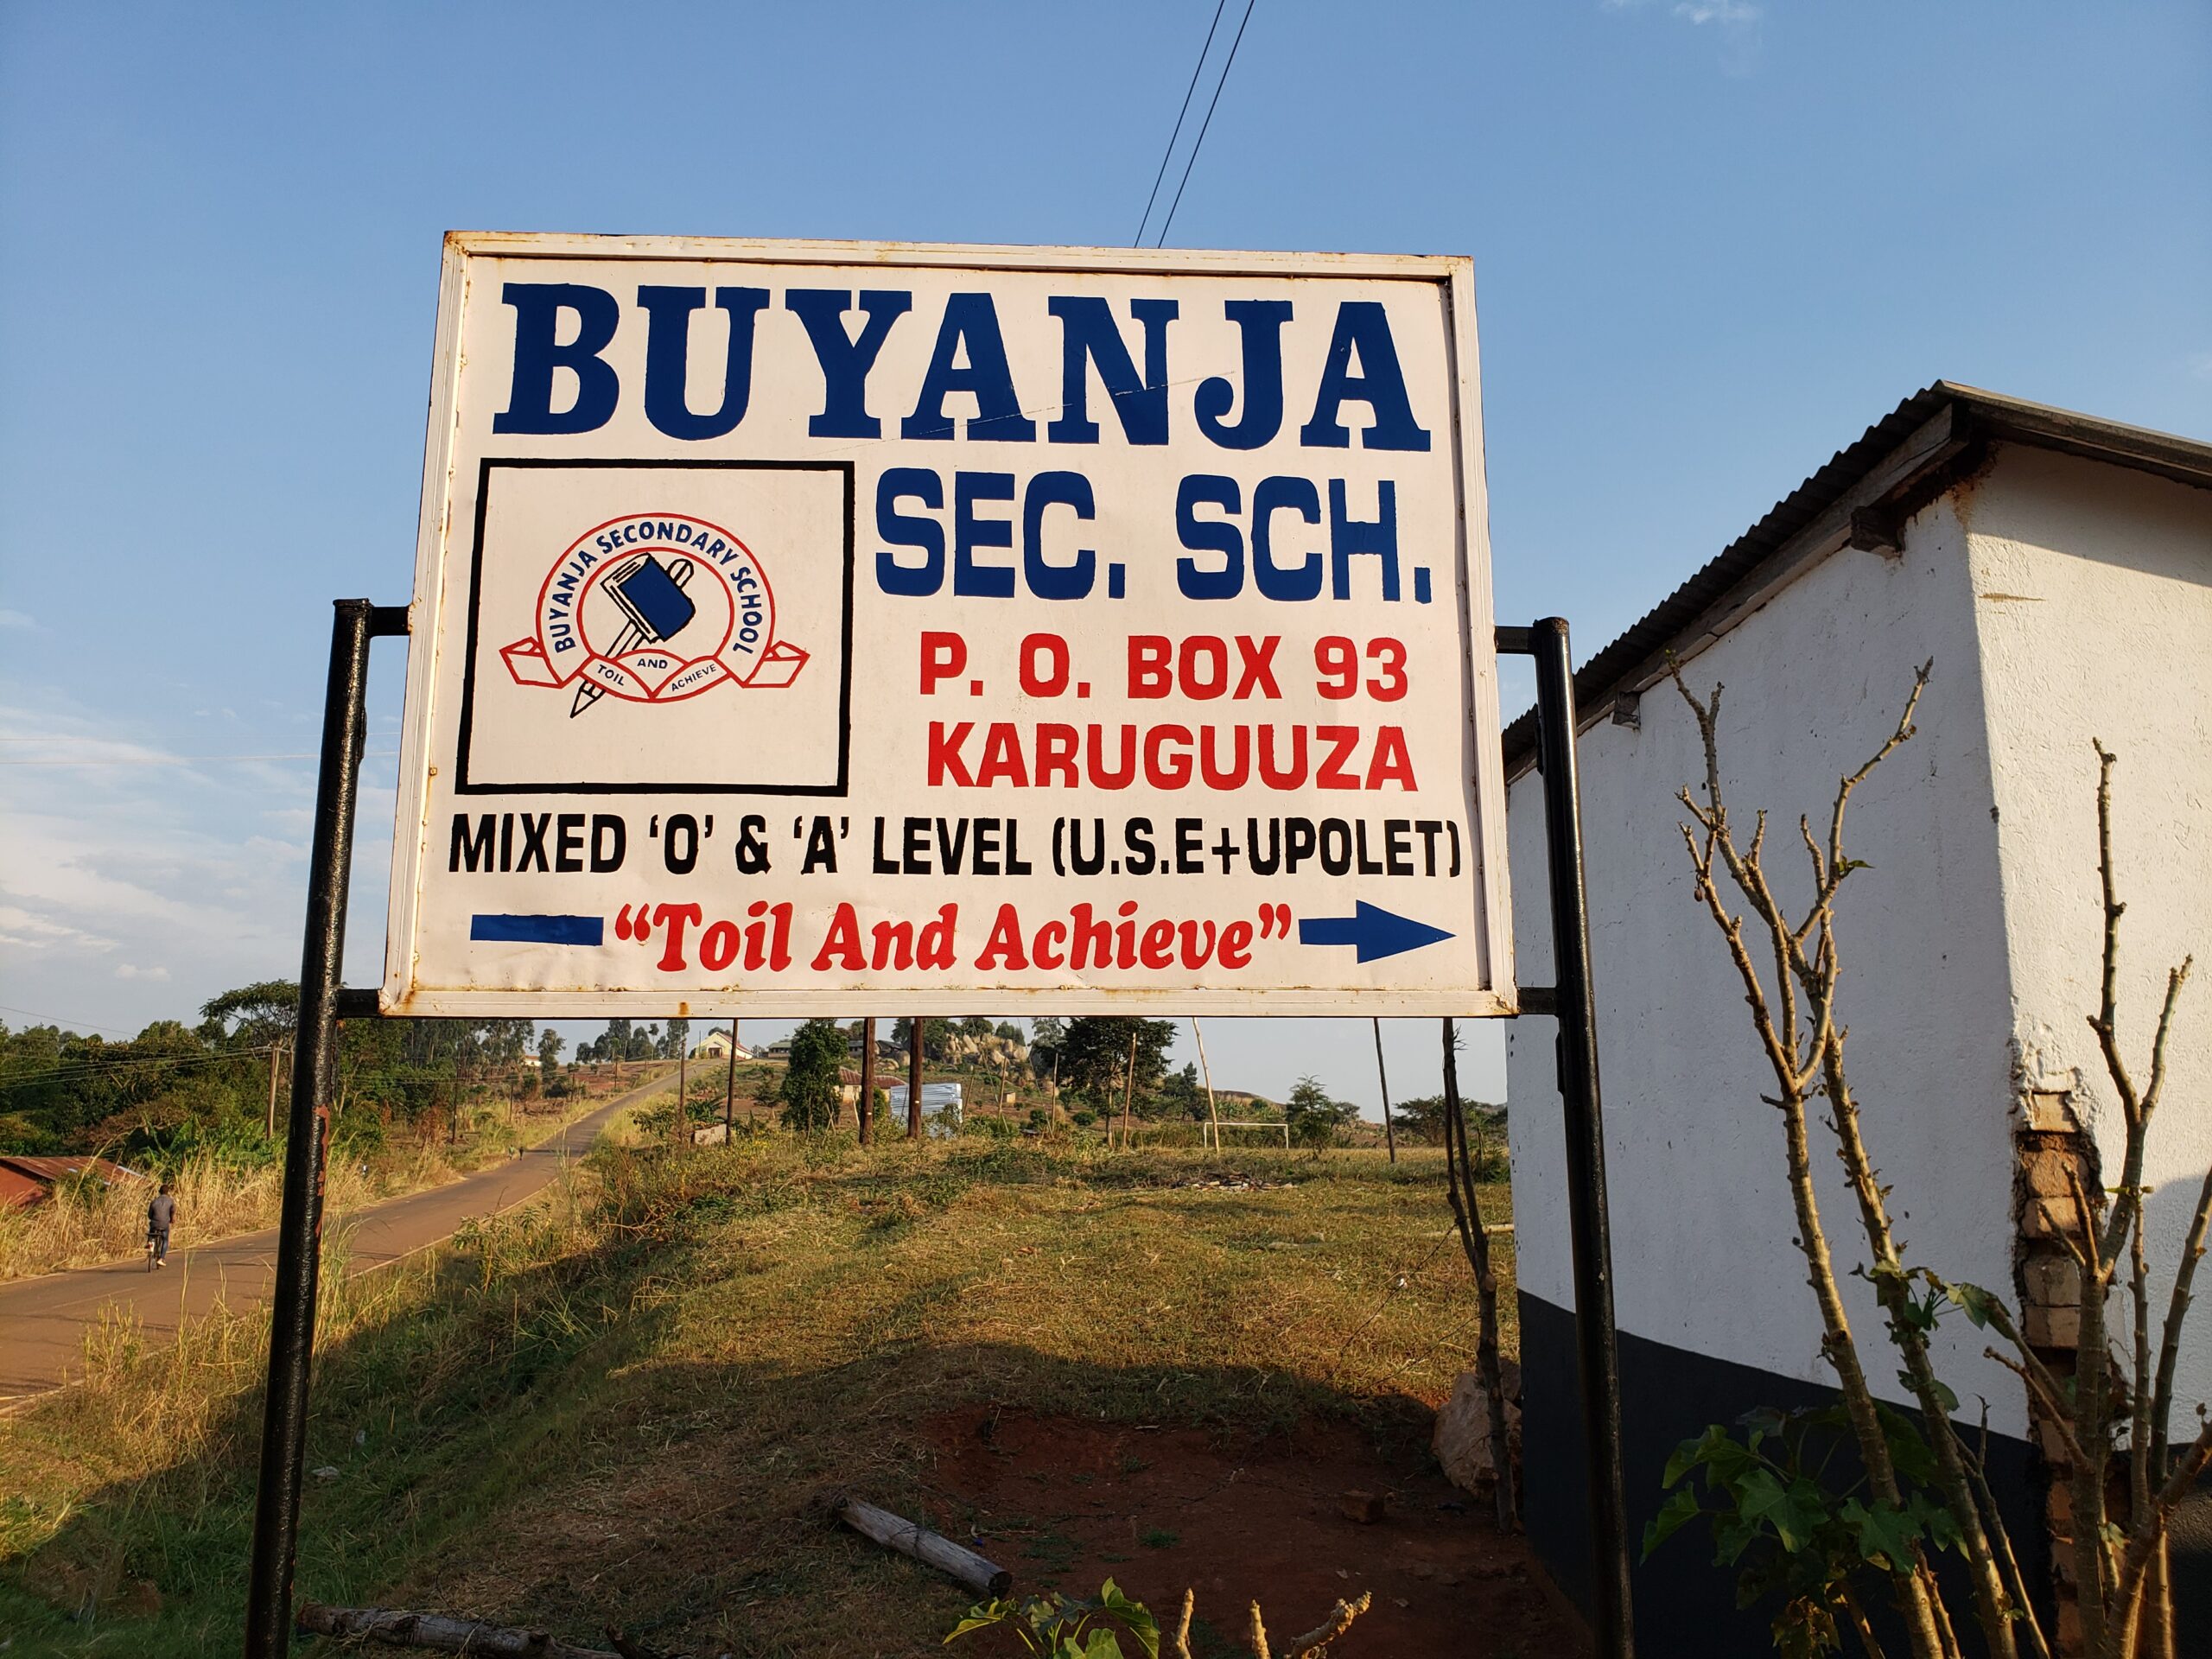 BUYANJA
SEC. SCH.
BUYANJA SECONDARY SCHOOL
TOIL AND ACHIEVE
P. O. BOX 93
KARUGUUZA
MIXED ‘O’ & ‘A’ LEVEL (U.S.E+UPOLET)
“Toil And Achieve”